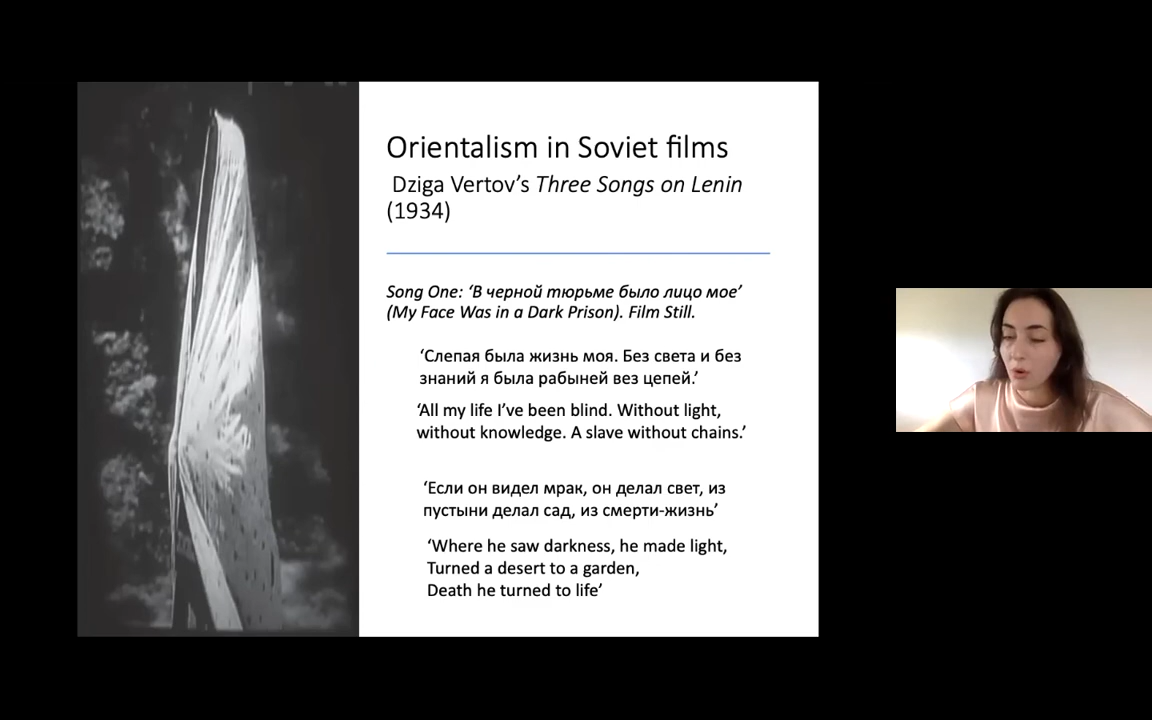 Orientalism in Soviet films
Dziga Vertov’s Three Songs on Lenin
(1934)
Song One: ‘В черной тюрьме было лицо мое’
(My Face Was in a Dark Prison). Film Still.
‘Слепая была жизнь моя. Без света и без
знаний я была рабыней вез цепей.’
‘All my life I’ve been blind. Without light,
without knowledge. A slave without chains.’
‘Если он видел мрак, он делал свет, из
пустыни делал сад, из смерти-жизнь’
‘Where he saw darkness, he made light,
Turned a desert to a garden,
Death he turned to life’